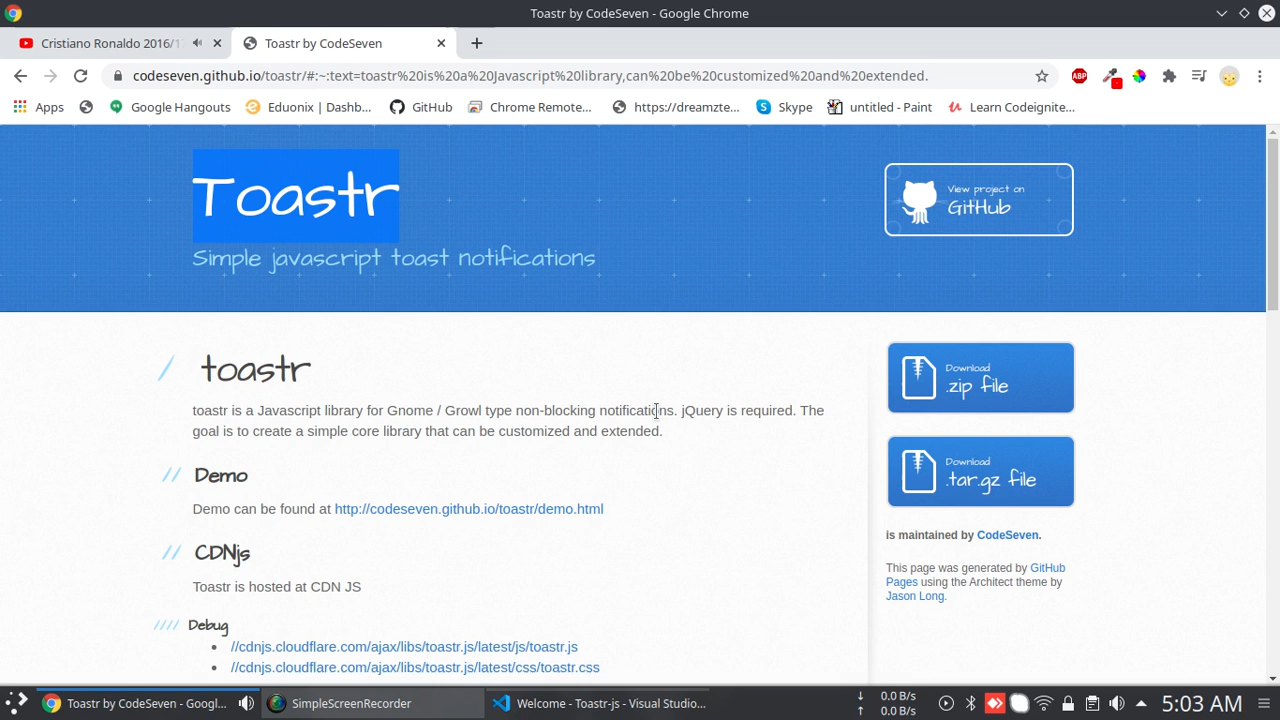 Toastr by CodeSeven - Google Chrome
Cristiano Ronaldo 2016/1
Toastr by CodeSeven
codeseven.github.io/toastr/#:~:text=toastr%20is%20a%20Javascript%20library,can%20be%20customized%20and%20extended.
ABP
Apps
Google Hangouts
Eduonix | Dashb...
GitHub
Chrome Remote...
https://dreamzte...
Skype
untitled - Paint
Learn Codeignite...
Toastr
Simple javascript toast notifications
View project on
GitHub
toastr
toastr is a Javascript library for Gnome / Growl type non-blocking notifications. jQuery is required. The
goal is to create a simple core library that can be customized and extended.
Download
.zip file
Download
.tar.gz file
// Demo
Demo can be found at http://codeseven.github.io/toastr/demo.html
// CDNjs
Toastr is hosted at CDN JS
is maintained by CodeSeven.
This page was generated by GitHub
Pages using the Architect theme by
Jason Long.
//// Debug
• //cdnjs.cloudflare.com/ajax/libs/toastr.js/latest/js/toastr.js
• //cdnjs.cloudflare.com/ajax/libs/toastr.js/latest/css/toastr.css
Toastr by CodeSeven - Googl...
SimpleScreenRecorder
Welcome - Toastr-js - Visual Studio...
0.0 B/s
0.0 B/s
5:03 AM